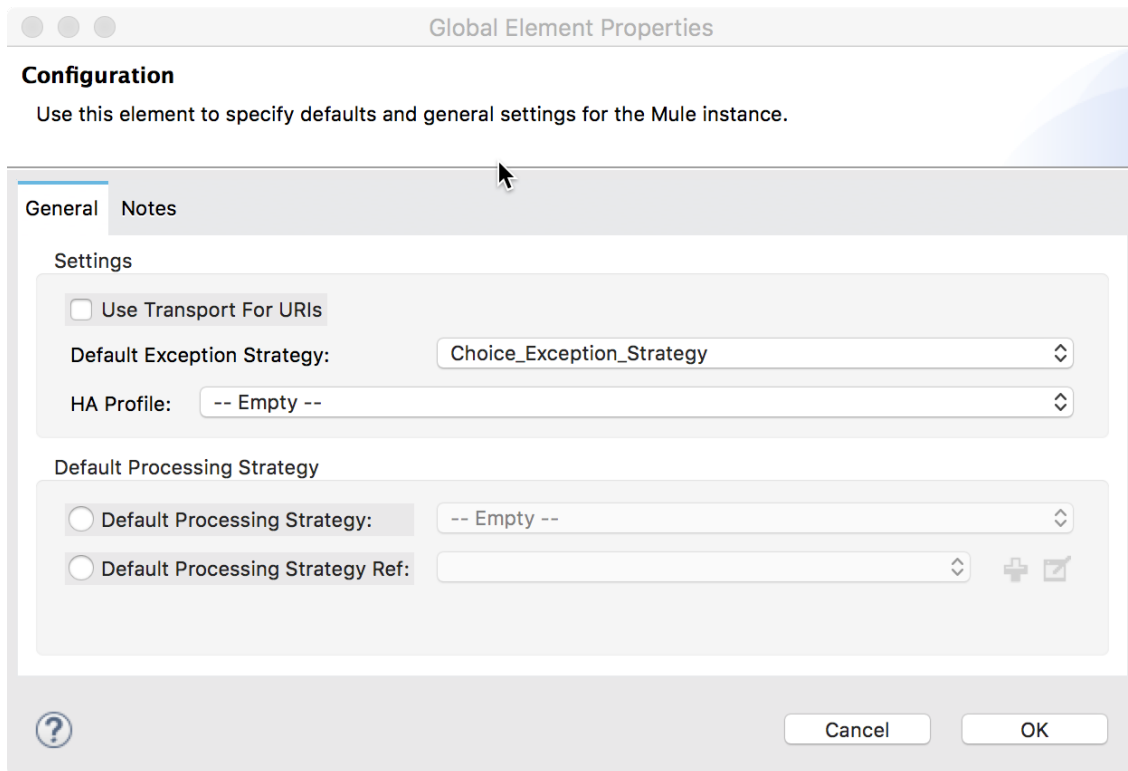 Global Element Properties
Configuration
Use this element to specify defaults and general settings for the Mule instance.
General Notes
Settings
Use Transport For URIs
Default Exception Strategy: Choice_Exception_Strategy
HA Profile: -- Empty --
Default Processing Strategy
Default Processing Strategy: -- Empty --
Default Processing Strategy Ref:
?
Cancel OK